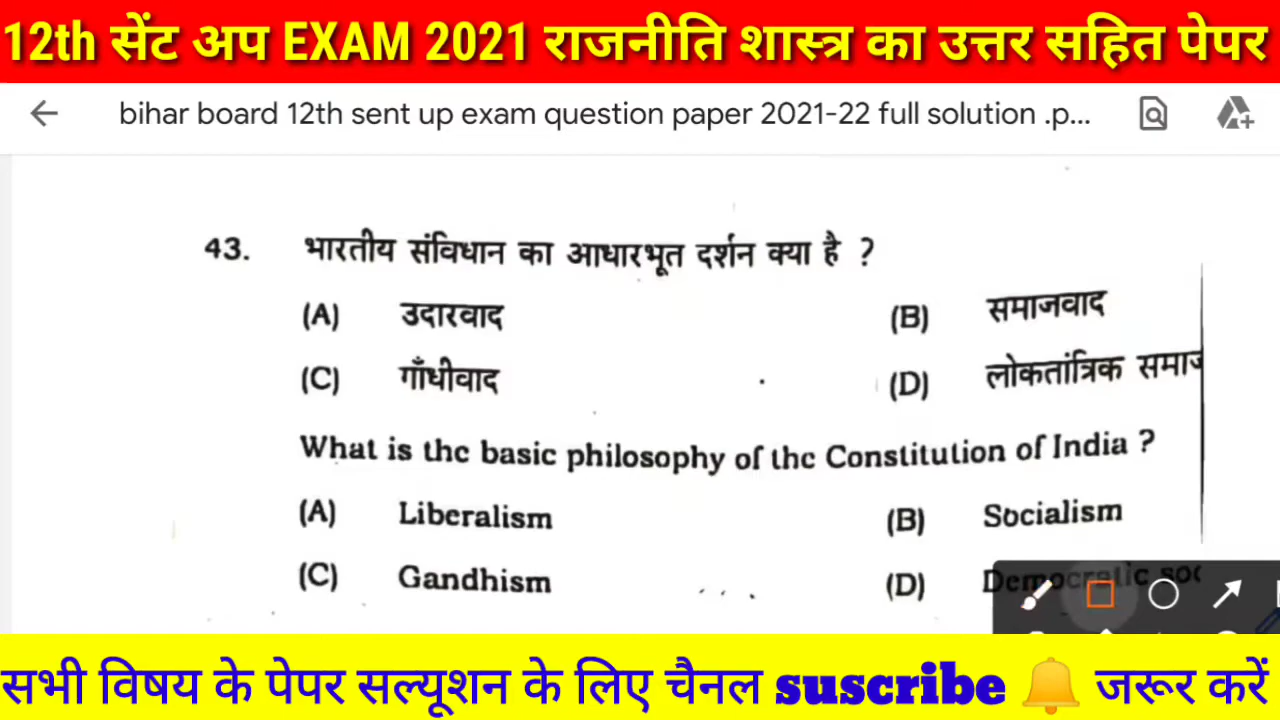 12th सेंट अप EXAM 2021 राजनीति शास्त्र का उत्तर सहित पेपर
bihar board 12th sent up exam question paper 2021-22 full solution .p...
43. भारतीय संविधान का आधारभूत दर्शन क्या है ?
(A) उदारवाद (B) समाजवाद
(C) गाँधीवाद (D) लोकतांत्रिक
What is the basic philosophy of the Constitution of India ?
(A) Liberalism (B) Socialism
(C) Gandhism (D) Democratic
सभी विषय के पेपर सल्यूशन के लिए चैनल suscribe 🔔 जरूर करें